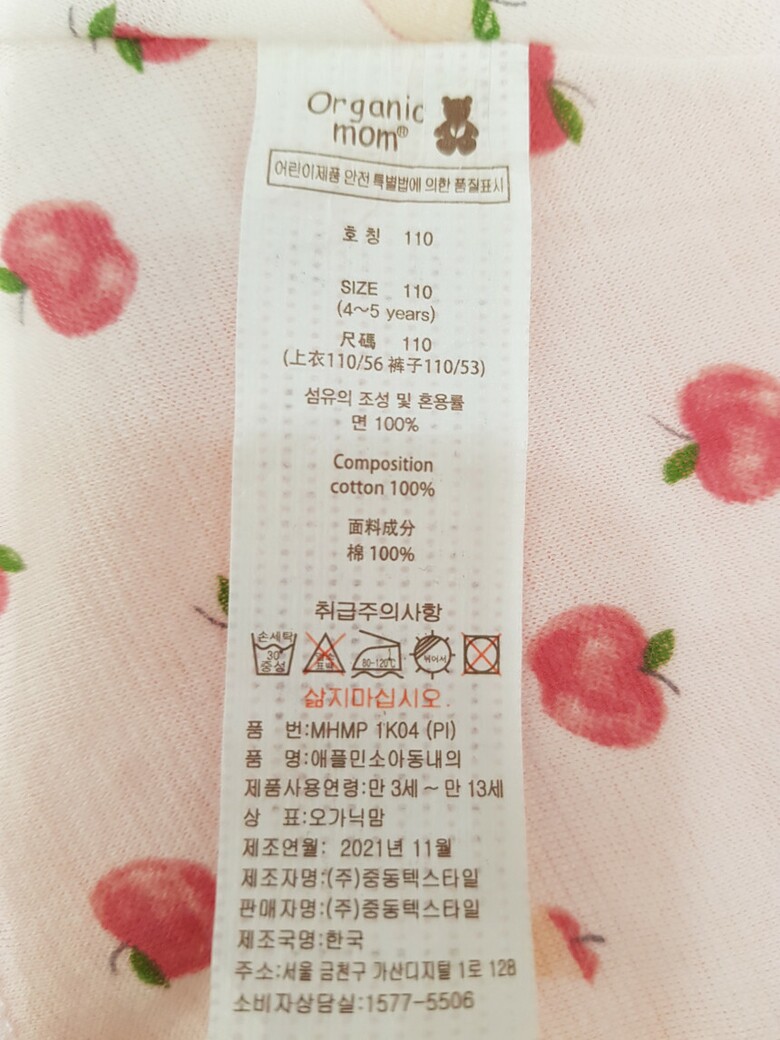 Organic
mom®
어린이제품 안전 특별법에 의한 품질표시
호 칭 110
SIZE 110
(4~5 years)
尺碼 110
(上衣110/56 裤子110/53)
섬유의 조성 및 혼용률
면 100%
Composition
cotton 100%
面料成分
棉 100%
취급주의사항
손세탁
30°
중성
염소
표백
80-120℃
뉘어서
삶지마십시오.
품 번:MHMP 1K04 (PI)
품 명:애플민소아동내의
제품사용연령:만 3세 ~ 만 13세
상 표:오가닉맘
제조연월: 2021년 11월
제조자명:(주)중동텍스타일
판매자명:(주)중동텍스타일
제조국명:한국
주소:서울 금천구 가산디지털 1로 128
소비자상담실:1577-5506